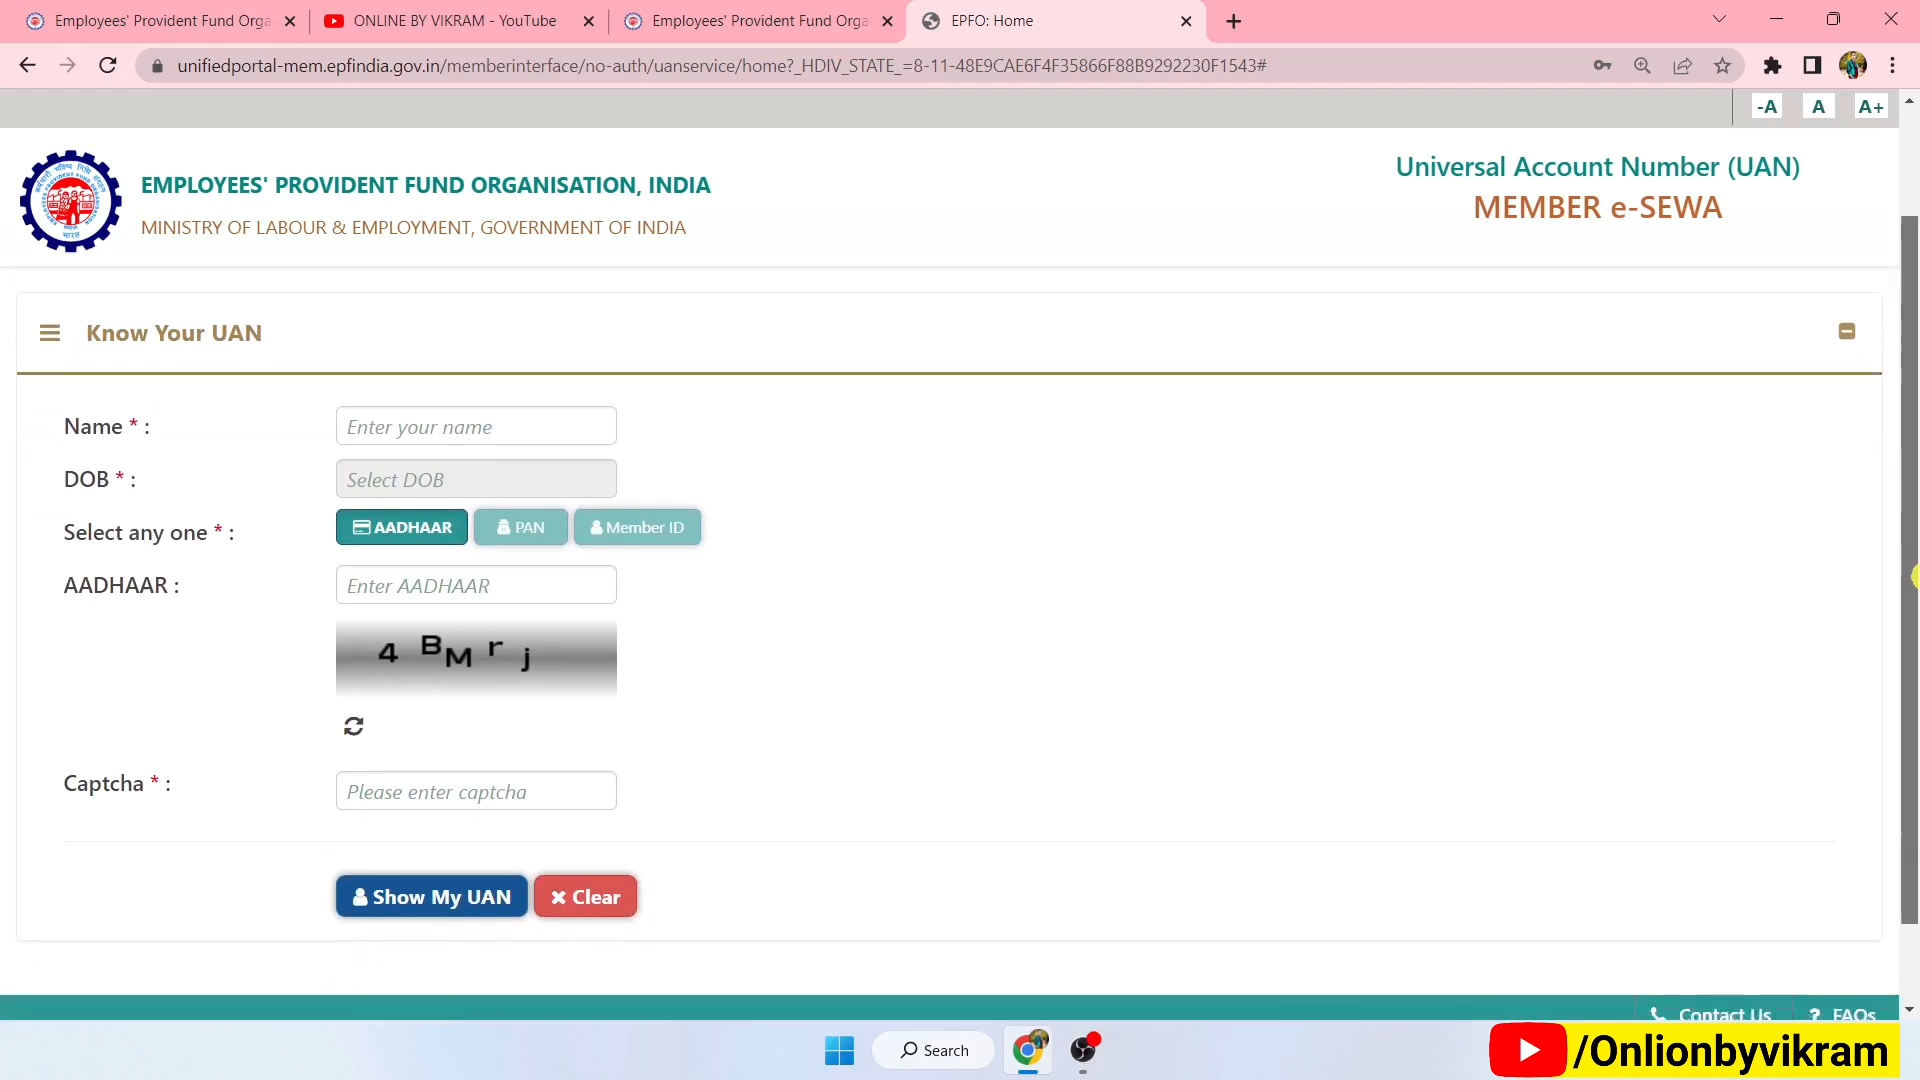 Employees' Provident Fund Orga
ONLINE BY VIKRAM - YouTube
Employees' Provident Fund Orga
EPFO: Home
unifiedportal-mem.epfindia.gov.in/memberinterface/no-auth/uanservice/home?_HDIV_STATE_=8-11-48E9CAE6F4F35866F88B9292230F1543#
-A A A+
EMPLOYEES' PROVIDENT FUND ORGANISATION, INDIA
MINISTRY OF LABOUR & EMPLOYMENT, GOVERNMENT OF INDIA
Universal Account Number (UAN)
MEMBER e-SEWA
Know Your UAN
Name * :
Enter your name
DOB * :
Select DOB
Select any one * :
AADHAAR
PAN
Member ID
AADHAAR :
Enter AADHAAR
4 B M r j
Captcha * :
Please enter captcha
Show My UAN
Clear
Contact Us
? FAQs
Search
/Onlionbyvikram